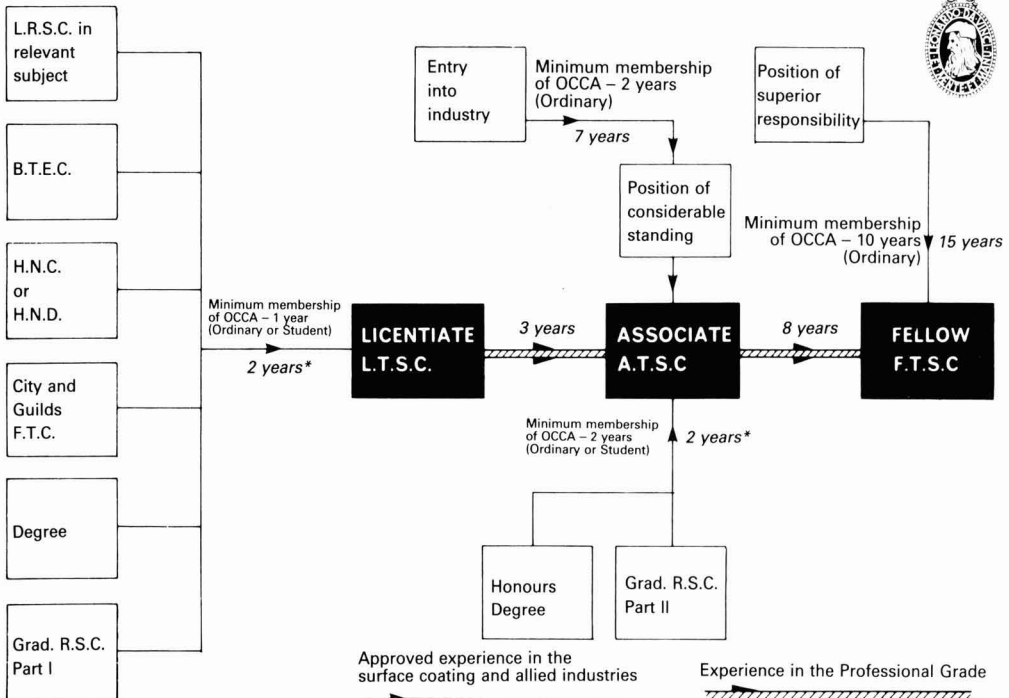 L.R.S.C. in
relevant
subject
B.T.E.C.
H.N.C.
or
H.N.D.
City and
Guilds
F.T.C.
Degree
Grad. R.S.C.
Part I
Minimum membership
of OCCA – 1 year
(Ordinary or Student)
2 years*
Entry
into
industry
Minimum membership
of OCCA – 2 years
(Ordinary)
7 years
Position of
considerable
standing
Position of
superior
responsibility
Minimum membership
of OCCA – 10 years
(Ordinary)
15 years
LICENTIATE
L.T.S.C.
3 years
ASSOCIATE
A.T.S.C
8 years
FELLOW
F.T.S.C
Minimum membership
of OCCA – 2 years
(Ordinary or Student)
2 years*
Honours
Degree
Grad. R.S.C.
Part II
Approved experience in the
surface coating and allied industries
Experience in the Professional Grade